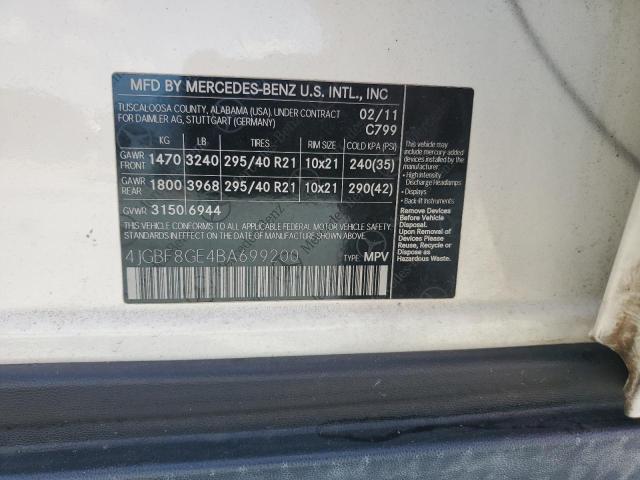 MFD BY MERCEDES-BENZ U.S. INTL., INC
TUSCALOOSA COUNTY, ALABAMA (USA), UNDER CONTRACT
FOR DAIMLER AG, STUTTGART (GERMANY)
02/11
C799
KG LB TIRES RIM SIZE COLD KPA (PSI)
GAWR FRONT 1470 3240 295/40 R21 10x21 240(35)
GAWR REAR 1800 3968 295/40 R21 10x21 290(42)
GVWR 3150 6944
THIS VEHICLE CONFORMS TO ALL APPLICABLE FEDERAL MOTOR VEHICLE SAFETY
STANDARDS IN EFFECT ON THE DATE OF MANUFACTURE SHOWN ABOVE.
4JGBF8GE4BA699200 TYPE: MPV
This vehicle may
include mercury
containing devices
if equipped with:
• High Intensity
Discharge Headlamps
• Displays
• Back-lit Instruments
Remove Devices
Before Vehicle
Disposal.
Upon Removal of
Devices Please
Reuse, Recycle
or Dispose as
Hazardous Waste.